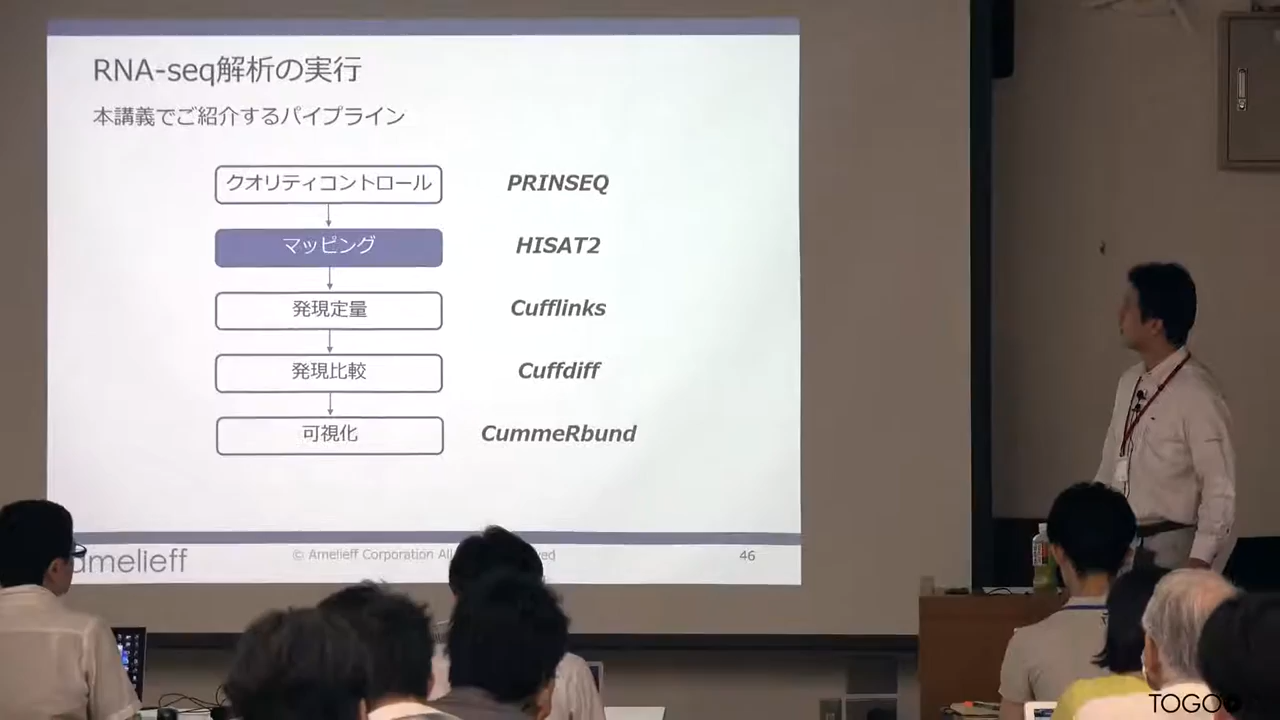 RNA-seq解析の実行
本講義でご紹介するパイプライン
クオリティコントロール PRINSEQ
マッピング HISAT2
発現定量 Cufflinks
発現比較 Cuffdiff
可視化 CummeRbund
amelieff © Amelieff Corporation All 46